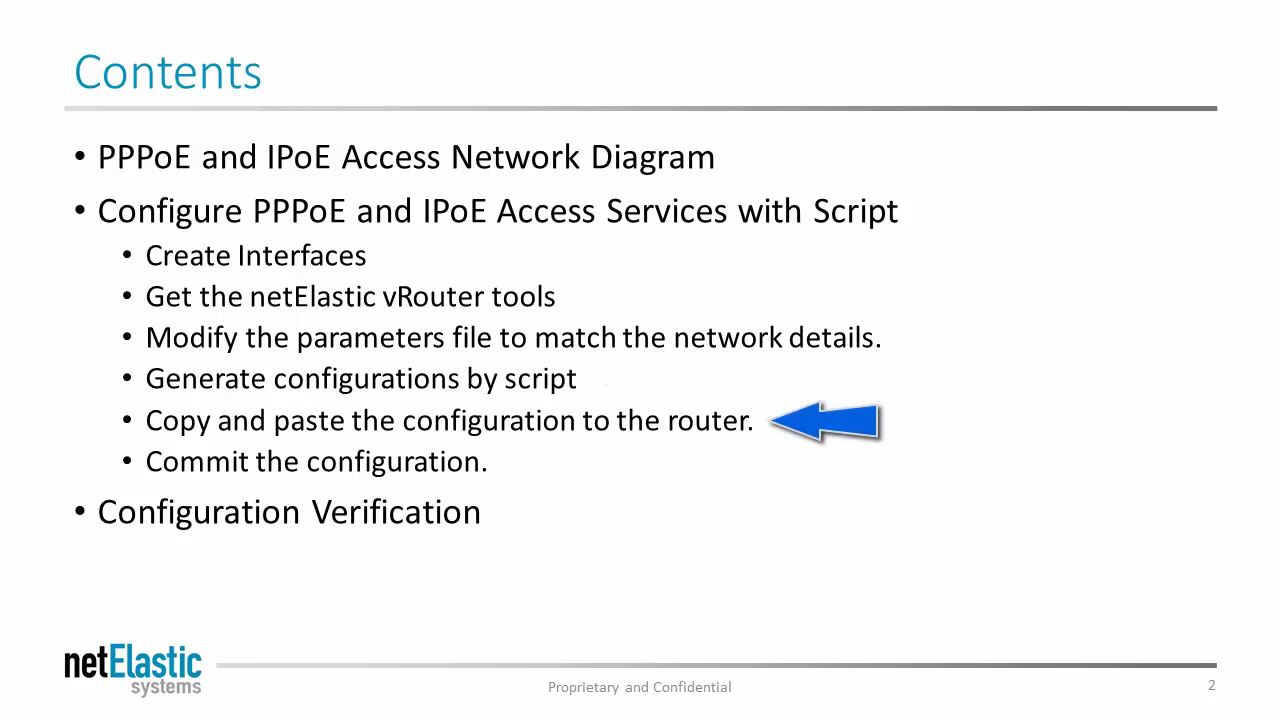 Contents
• PPPoE and IPoE Access Network Diagram
• Configure PPPoE and IPoE Access Services with Script
• Create Interfaces
• Get the netElastic vRouter tools
• Modify the parameters file to match the network details.
• Generate configurations by script
• Copy and paste the configuration to the router.
• Commit the configuration.
• Configuration Verification
netElastic
systems
Proprietary and Confidential
2